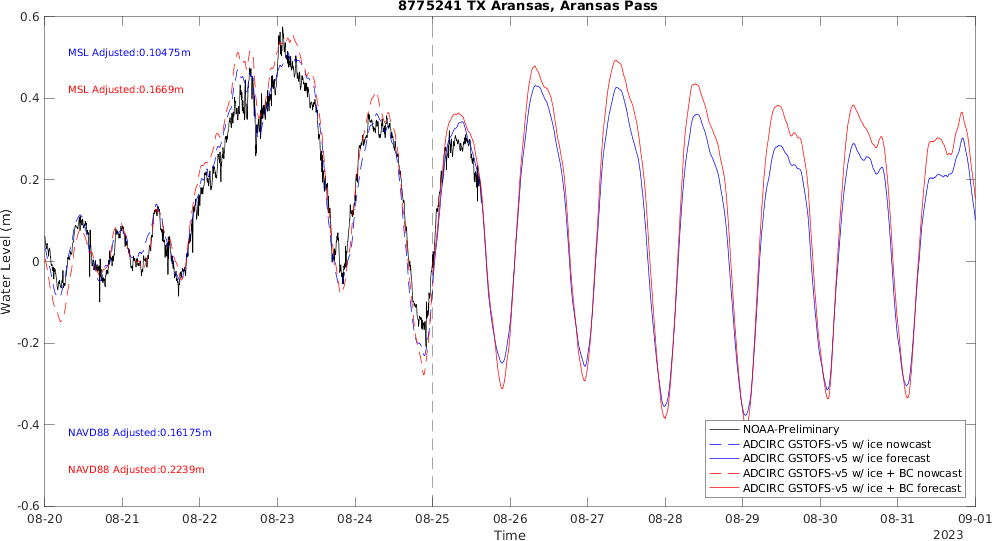 8775241 TX Aransas, Aransas Pass
0.6
0.4
0.2
0
-0.2
-0.4
-0.6
Water Level (m)
MSL Adjusted:0.10475m
MSL Adjusted:0.1669m
NAVD88 Adjusted:0.16175m
NAVD88 Adjusted:0.2239m
NOAA-Preliminary
ADCIRC GSTOFS-v5 w/ ice nowcast
ADCIRC GSTOFS-v5 w/ ice forecast
ADCIRC GSTOFS-v5 w/ ice + BC nowcast
ADCIRC GSTOFS-v5 w/ ice + BC forecast
08-20 08-21 08-22 08-23 08-24 08-25 08-26 08-27 08-28 08-29 08-30 08-31 09-01
Time
2023